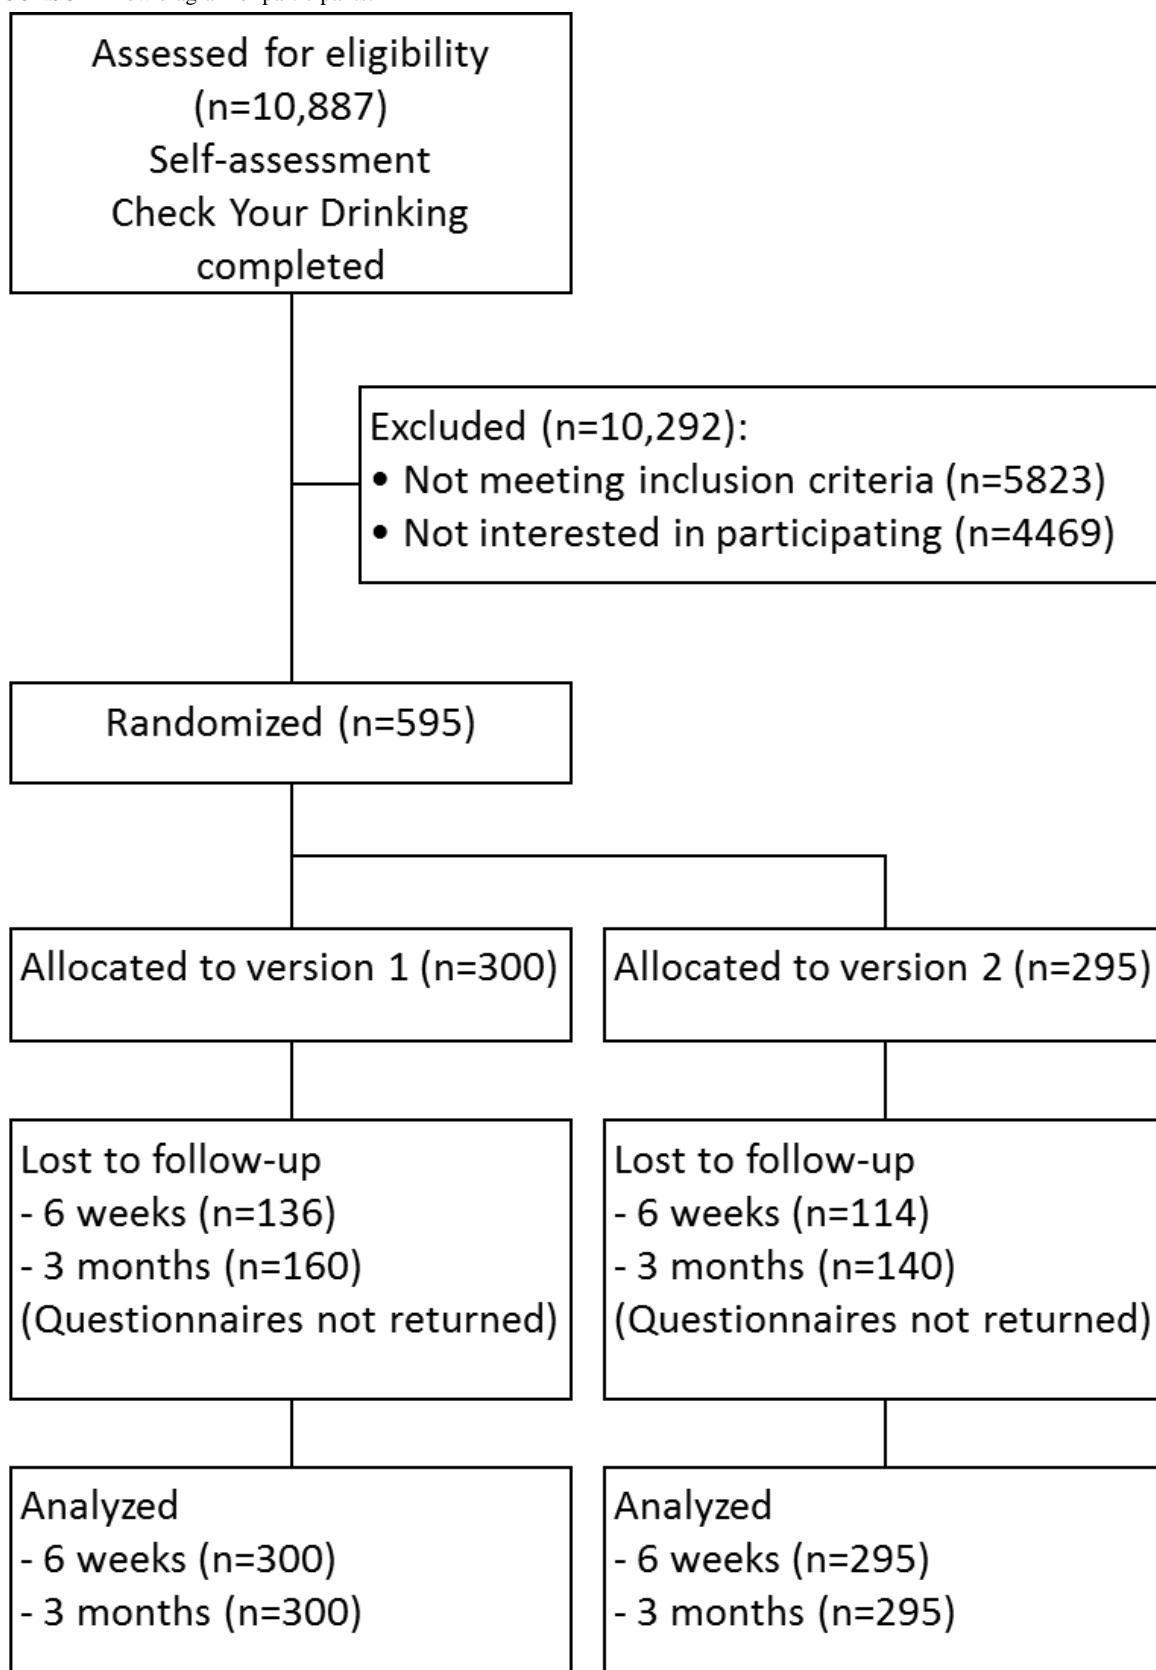 Assessed for eligibility
(n=10,887)
Self-assessment
Check Your Drinking
completed
Excluded (n=10,292):
• Not meeting inclusion criteria (n=5823)
• Not interested in participating (n=4469)
Randomized (n=595)
Allocated to version 1 (n=300)
Allocated to version 2 (n=295)
Lost to follow-up
- 6 weeks (n=136)
- 3 months (n=160)
(Questionnaires not returned)
Lost to follow-up
- 6 weeks (n=114)
- 3 months (n=140)
(Questionnaires not returned)
Analyzed
- 6 weeks (n=300)
- 3 months (n=300)
Analyzed
- 6 weeks (n=295)
- 3 months (n=295)